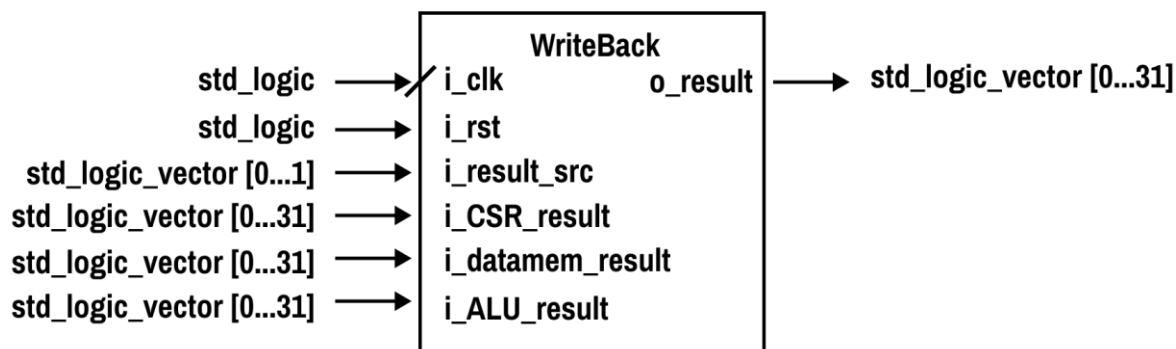 WriteBack
std_logic i_clk o_result std_logic_vector [0...31]
std_logic i_rst
std_logic_vector [0...1] i_result_src
std_logic_vector [0...31] i_CSR_result
std_logic_vector [0...31] i_datamem_result
std_logic_vector [0...31] i_ALU_result